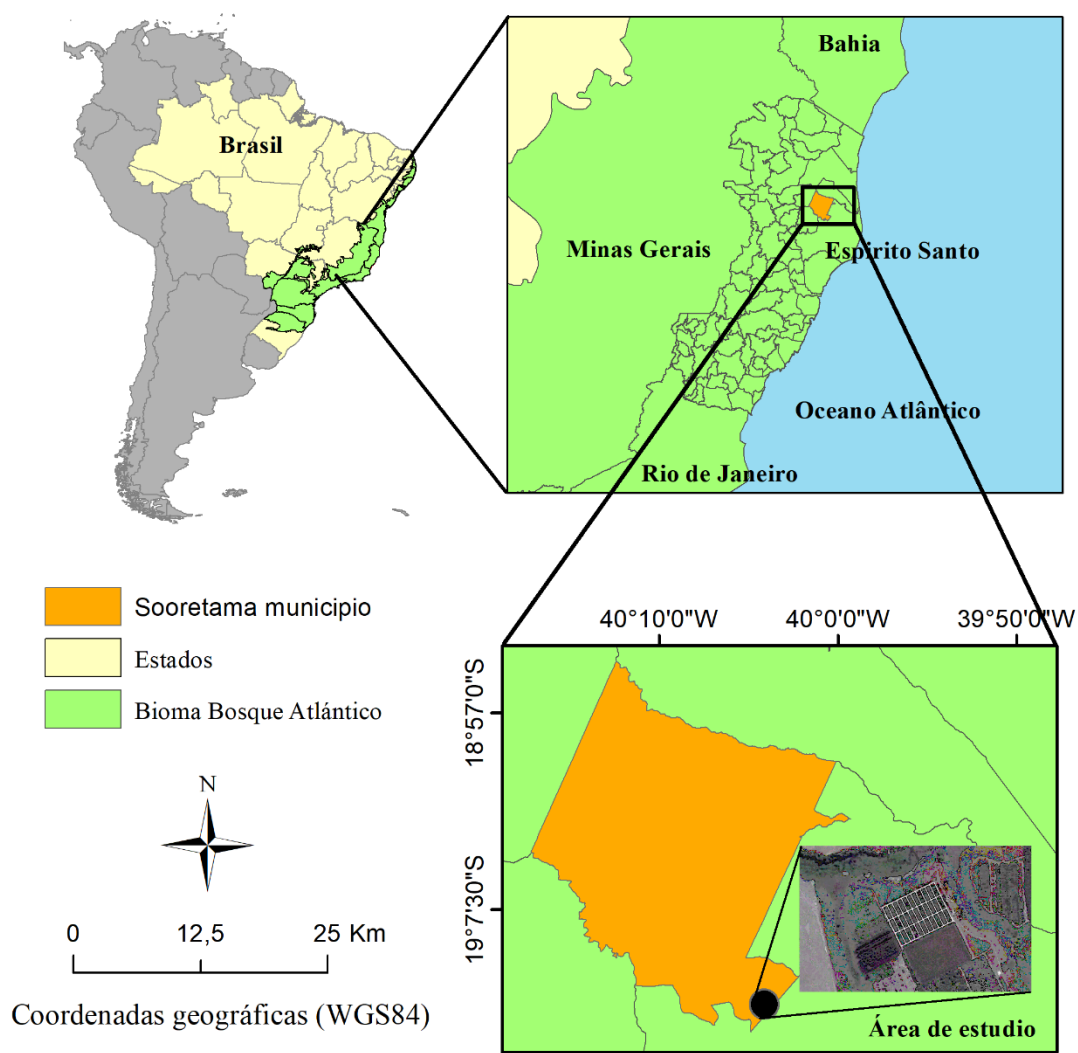 Brasil
Bahia
Minas Gerais
Espírito Santo
Oceano Atlântico
Rio de Janeiro
Sooretama municipio
Estados
Bioma Bosque Atlántico
N
0 12,5 25 Km
Coordenadas geográficas (WGS84)
40°10'0"W 40°0'0"W 39°50'0"W
18°57'0"S
19°7'30"S
Área de estudio